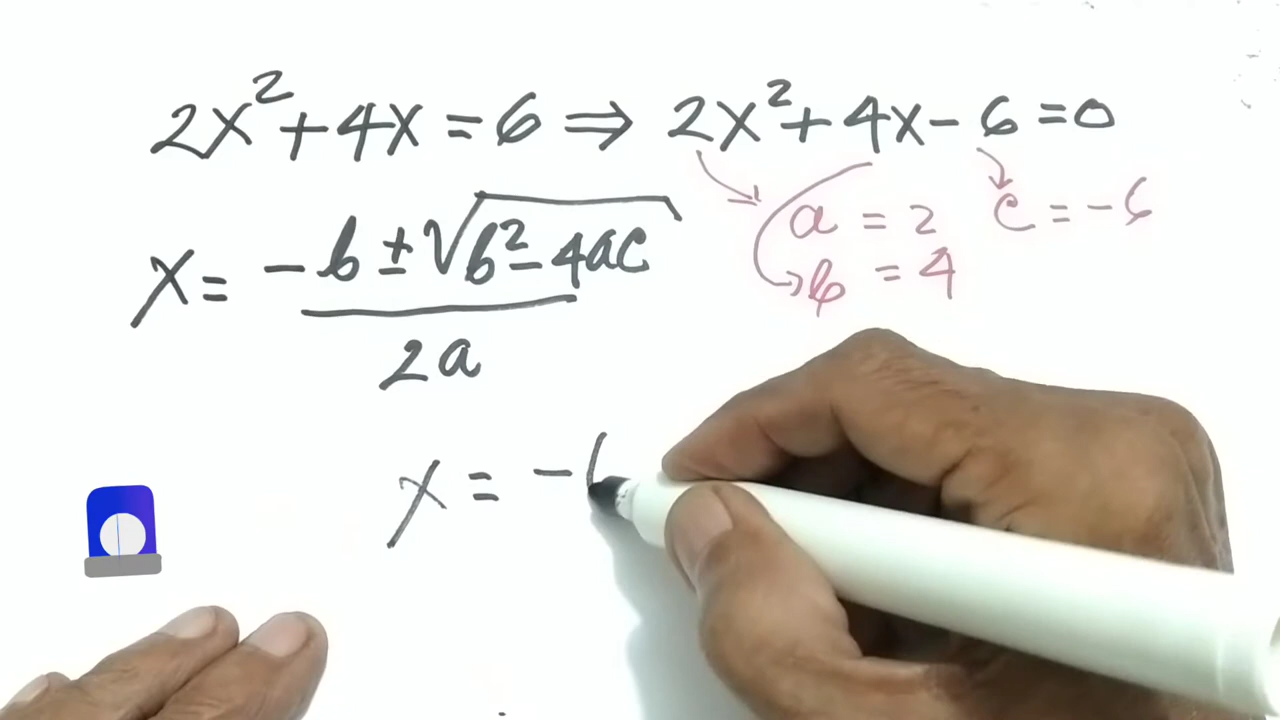 2x² + 4x = 6 ⇒ 2x² + 4x - 6 = 0
a = 2 c = -6
b = 4
x = -b ± √(b² - 4ac) / 2a
x = -